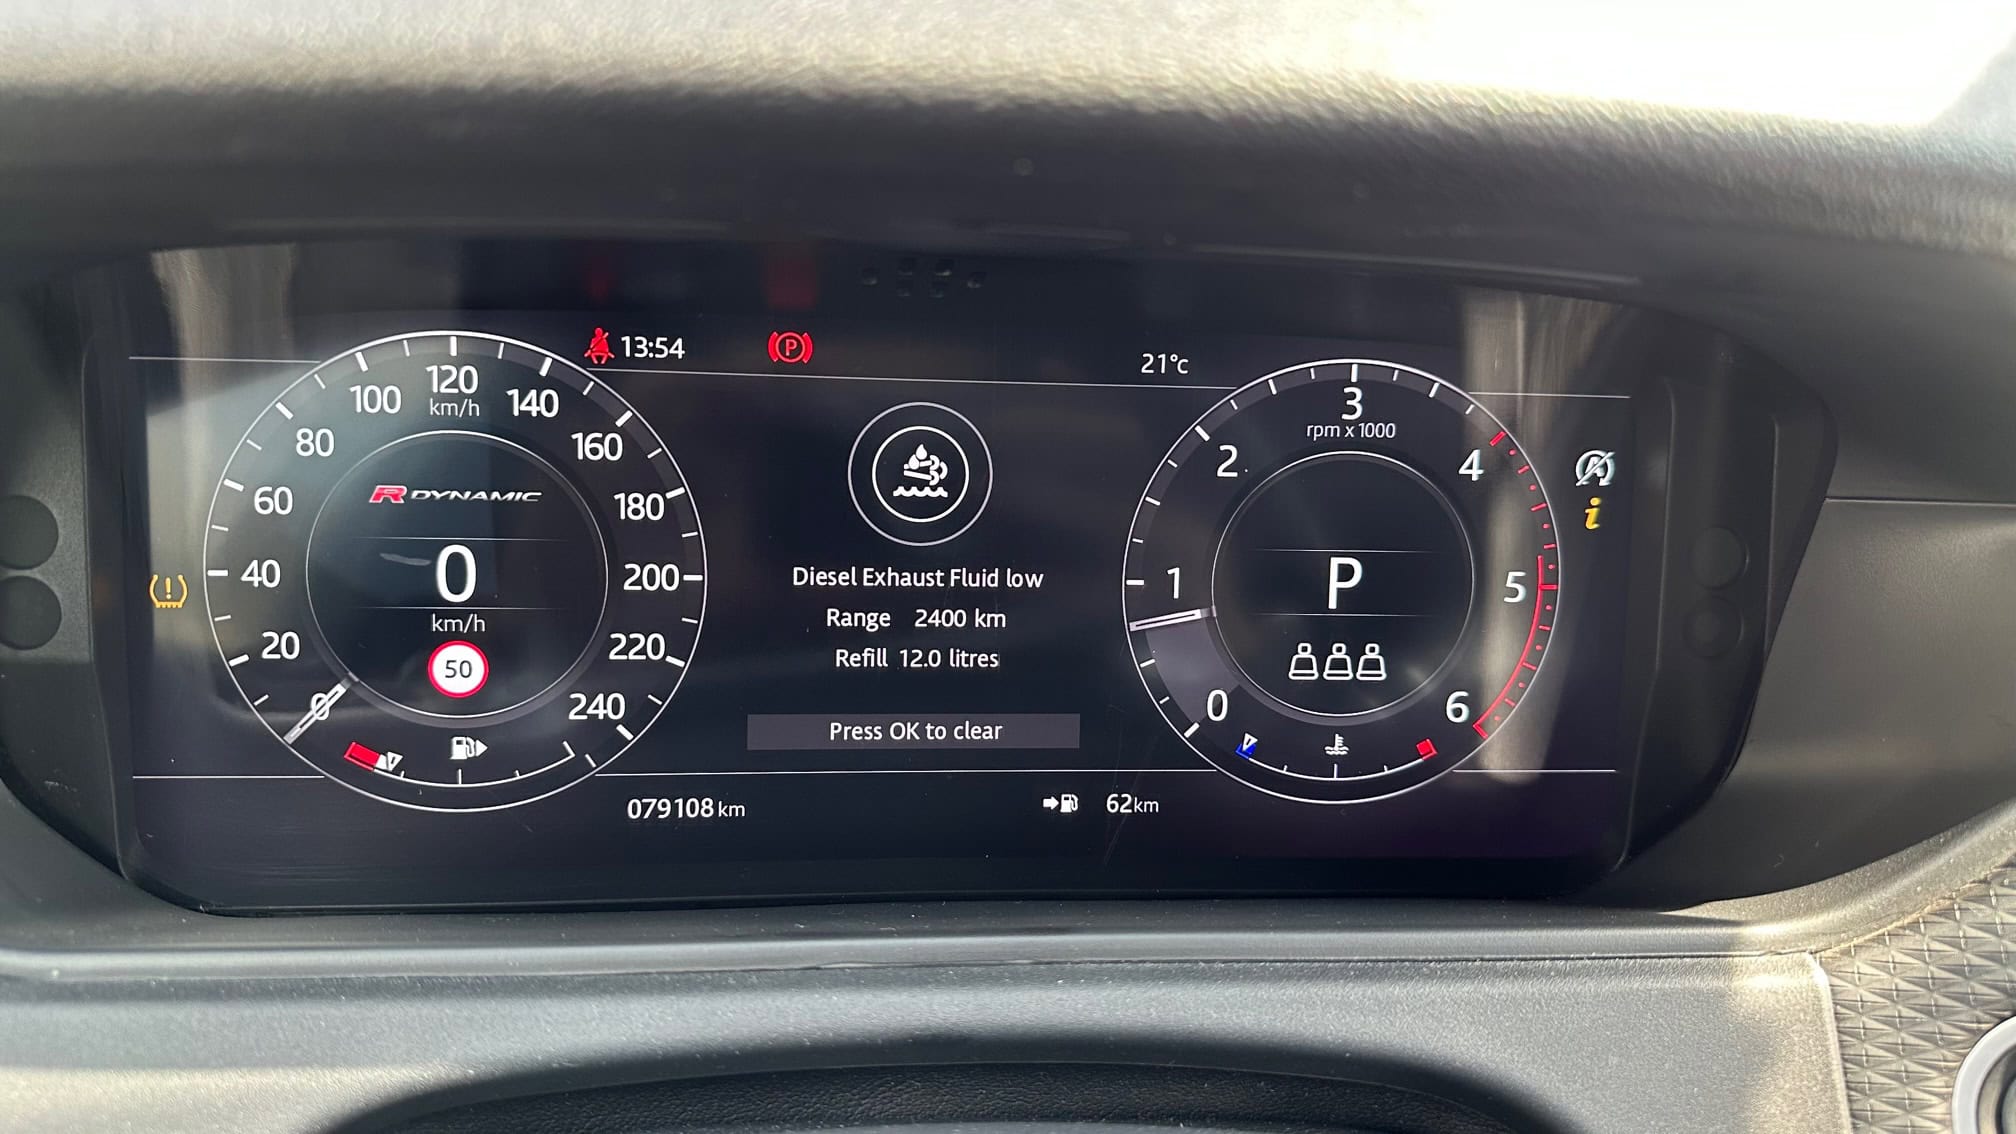 13:54
P
21°c
0
20
40
60
80
100
120
km/h
140
160
180
200
220
240
R DYNAMIC
0
km/h
50
Diesel Exhaust Fluid low
Range 2400 km
Refill 12.0 litres
Press OK to clear
0
1
2
3
rpm x 1000
4
5
6
P
A
i
079108 km
62km